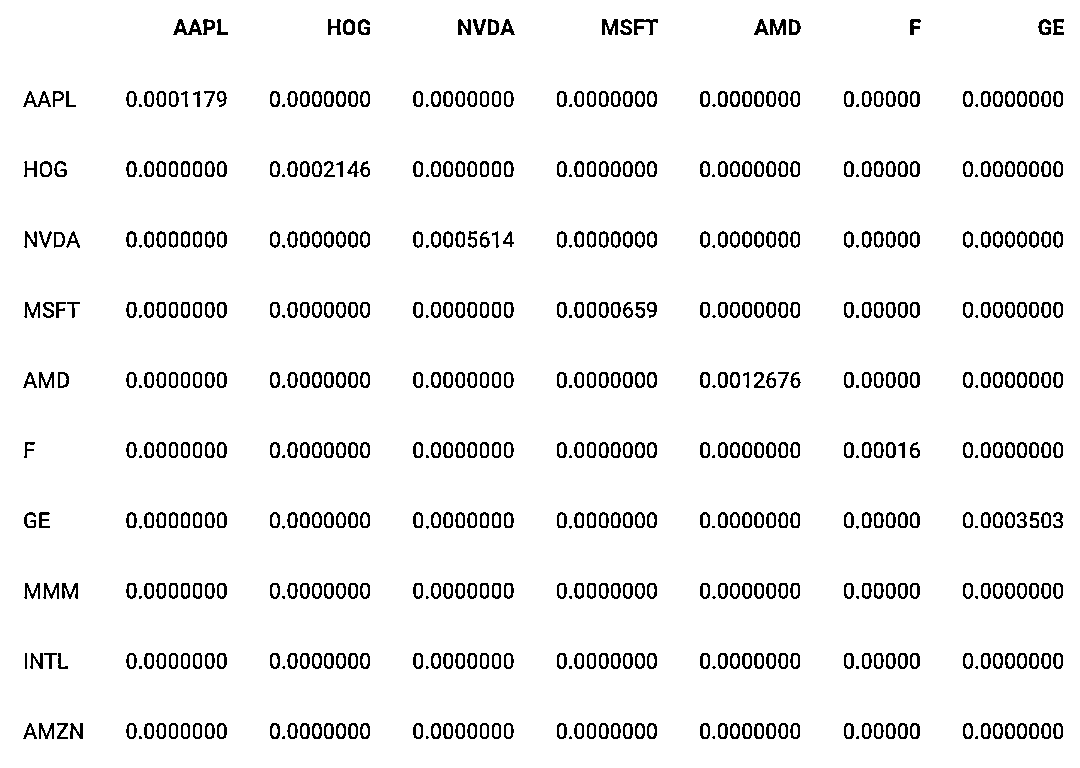 AAPL HOG NVDA MSFT AMD F GE
AAPL 0.0001179 0.0000000 0.0000000 0.0000000 0.0000000 0.00000 0.0000000
HOG 0.0000000 0.0002146 0.0000000 0.0000000 0.0000000 0.00000 0.0000000
NVDA 0.0000000 0.0000000 0.0005614 0.0000000 0.0000000 0.00000 0.0000000
MSFT 0.0000000 0.0000000 0.0000000 0.0000659 0.0000000 0.00000 0.0000000
AMD 0.0000000 0.0000000 0.0000000 0.0000000 0.0012676 0.00000 0.0000000
F 0.0000000 0.0000000 0.0000000 0.0000000 0.0000000 0.00016 0.0000000
GE 0.0000000 0.0000000 0.0000000 0.0000000 0.0000000 0.00000 0.0003503
MMM 0.0000000 0.0000000 0.0000000 0.0000000 0.0000000 0.00000 0.0000000
INTL 0.0000000 0.0000000 0.0000000 0.0000000 0.0000000 0.00000 0.0000000
AMZN 0.0000000 0.0000000 0.0000000 0.0000000 0.0000000 0.00000 0.0000000